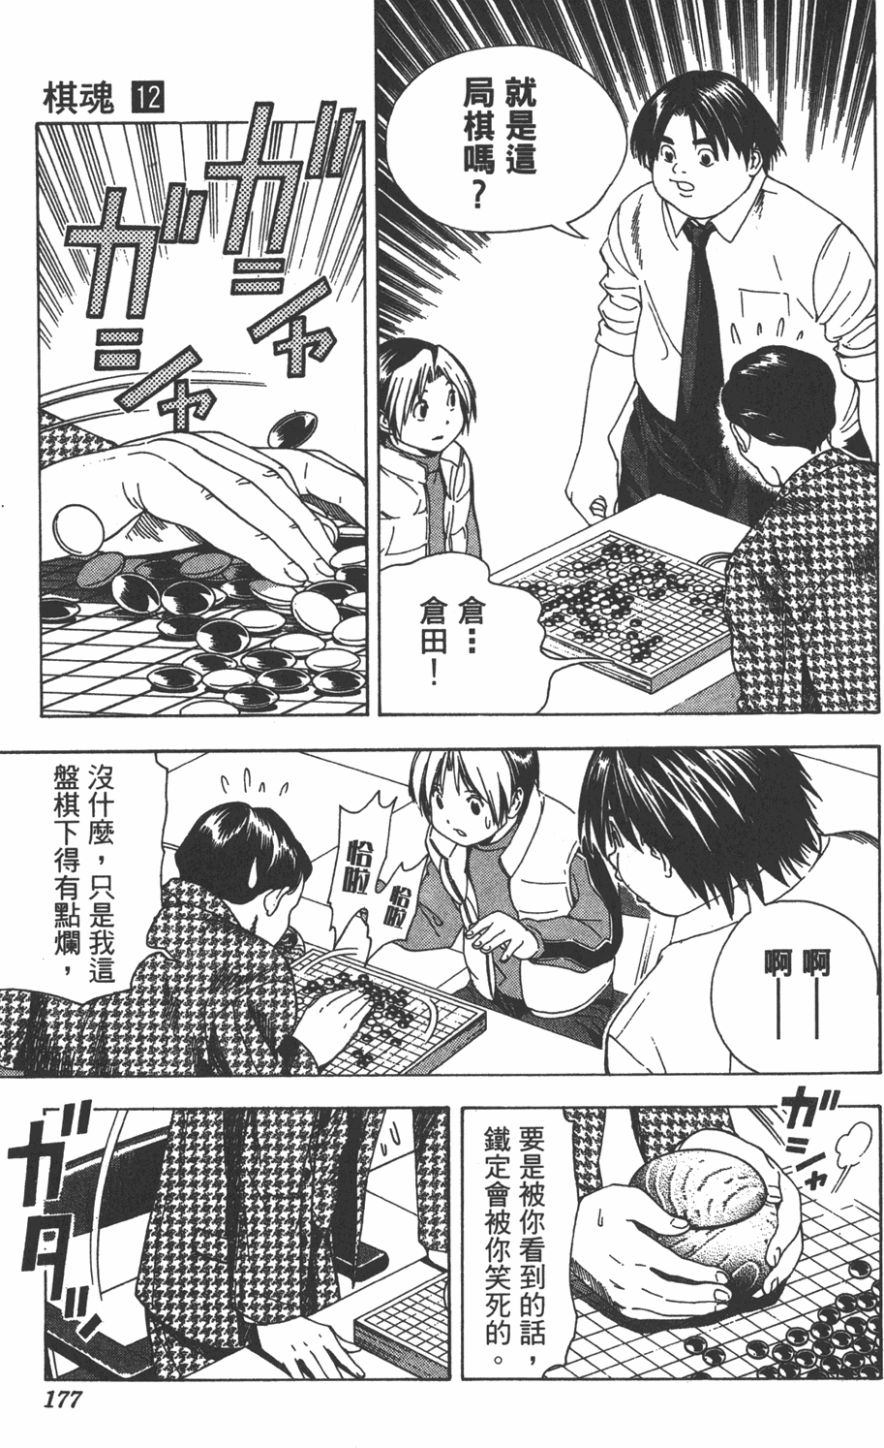 棋魂 12
就是這
局棋嗎？
倉…
倉田！
ガシャ
ガシャ
啊——
啊——
恰啦
恰啦
沒什麼，只是我這
盤棋下得有點爛，
ガシャ
要是被你看到的話，
鐵定會被你笑死的。
ガタッ
177